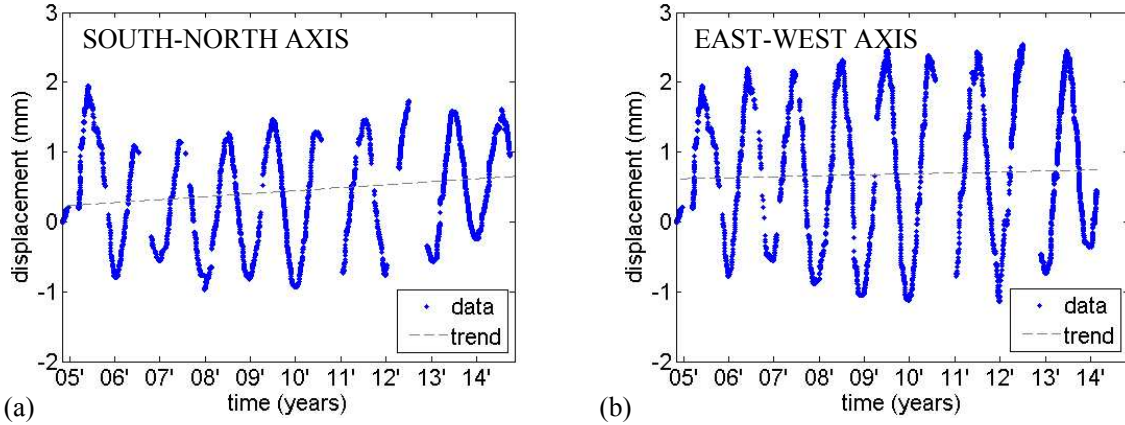 SOUTH-NORTH AXIS
displacement (mm)
3
2
1
0
-1
-2
data
trend
05' 06' 07' 08' 09' 10' 11' 12' 13' 14'
time (years)
(a)
EAST-WEST AXIS
displacement (mm)
3
2
1
0
-1
-2
data
trend
05' 06' 07' 08' 09' 10' 11' 12' 13' 14'
time (years)
(b)